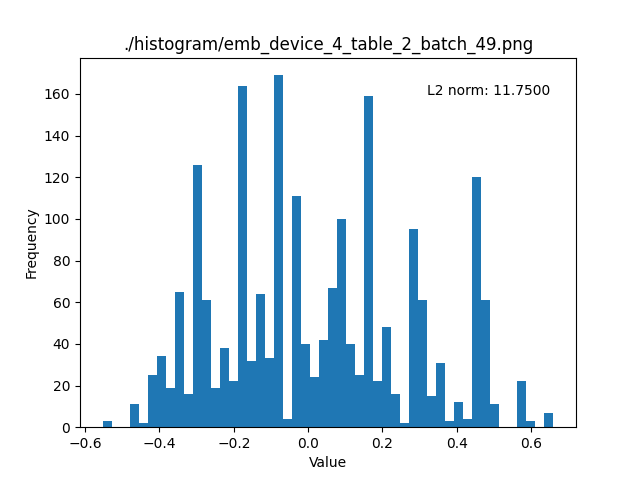 ./histogram/emb_device_4_table_2_batch_49.png
L2 norm: 11.7500
Frequency
160
140
120
100
80
60
40
20
0
−0.6 −0.4 −0.2 0.0 0.2 0.4 0.6
Value